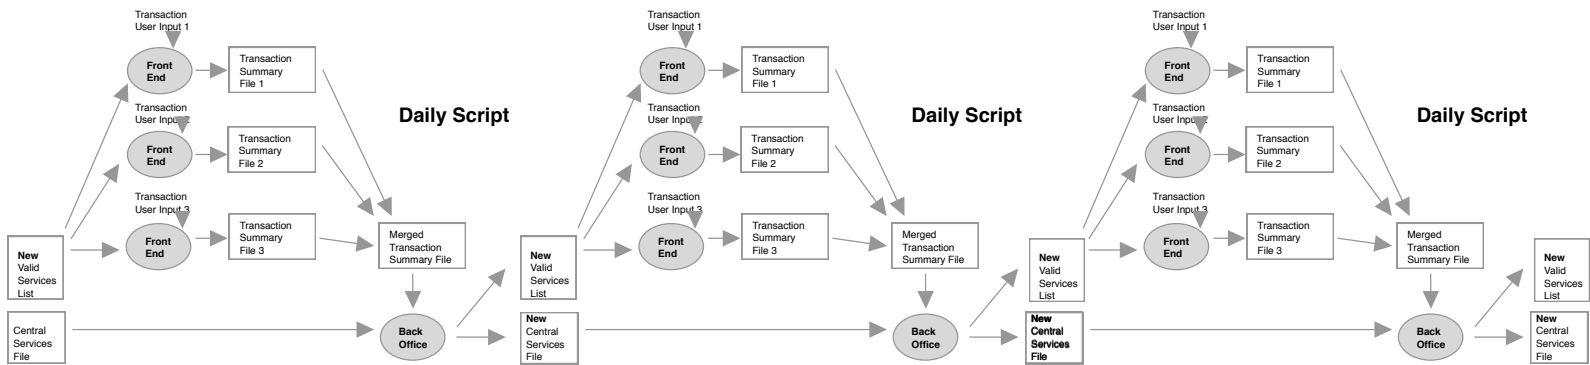 Transaction
User Input 1
Front
End
Transaction
Summary
File 1
Daily Script
Transaction
User Input 2
Front
End
Transaction
Summary
File 2
Transaction
User Input 3
Front
End
Transaction
Summary
File 3
Merged
Transaction
Summary File
New
Valid
Services
List
Central
Services
File
Back
Office
Transaction
User Input 1
Front
End
Transaction
Summary
File 1
Daily Script
Transaction
User Input 2
Front
End
Transaction
Summary
File 2
Transaction
User Input 3
Front
End
Transaction
Summary
File 3
Merged
Transaction
Summary File
New
Valid
Services
List
New
Central
Services
File
Back
Office
Transaction
User Input 1
Front
End
Transaction
Summary
File 1
Daily Script
Transaction
User Input 2
Front
End
Transaction
Summary
File 2
Transaction
User Input 3
Front
End
Transaction
Summary
File 3
Merged
Transaction
Summary File
New
Valid
Services
List
New
Central
Services
File
Back
Office
New
Valid
Services
List
New
Central
Services
File